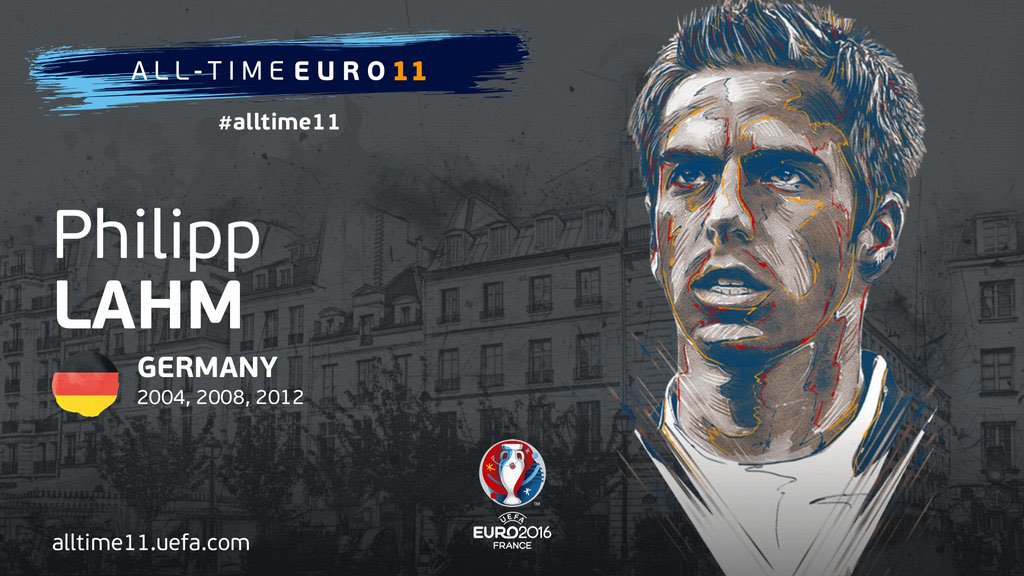 ALL-TIME EURO 11
#alltime11
Philipp
LAHM
GERMANY
2004, 2008, 2012
UEFA
EURO2016
FRANCE
alltime11.uefa.com